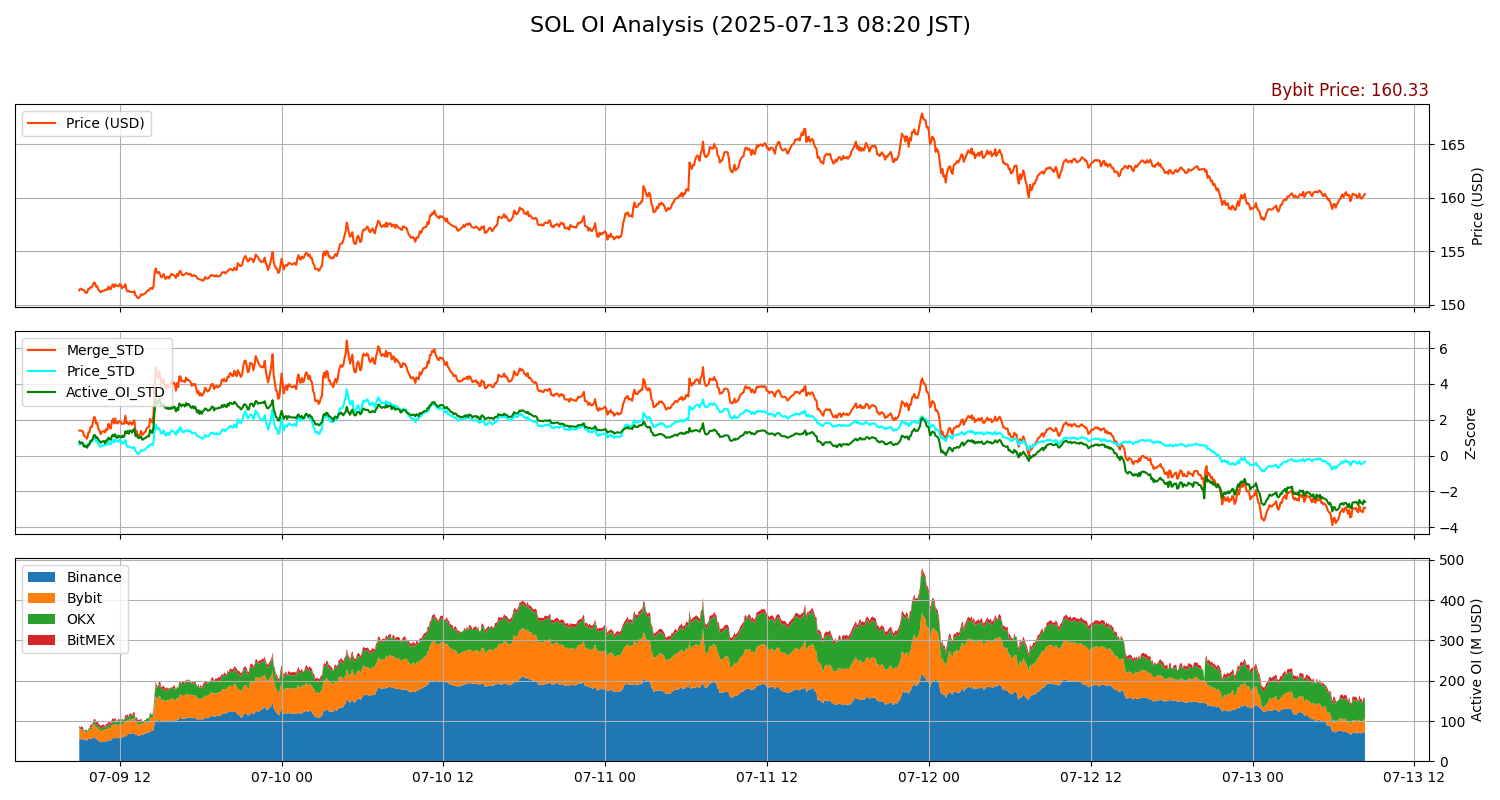 SOL OI Analysis (2025-07-13 08:20 JST)
Bybit Price: 160.33
Price (USD)
165
160
155
150
Price (USD)
Merge_STD
Price_STD
Active_OI_STD
6
4
2
0
−2
−4
Z-Score
Binance
Bybit
OKX
BitMEX
500
400
300
200
100
0
Active OI (M USD)
07-09 12
07-10 00
07-10 12
07-11 00
07-11 12
07-12 00
07-12 12
07-13 00
07-13 12